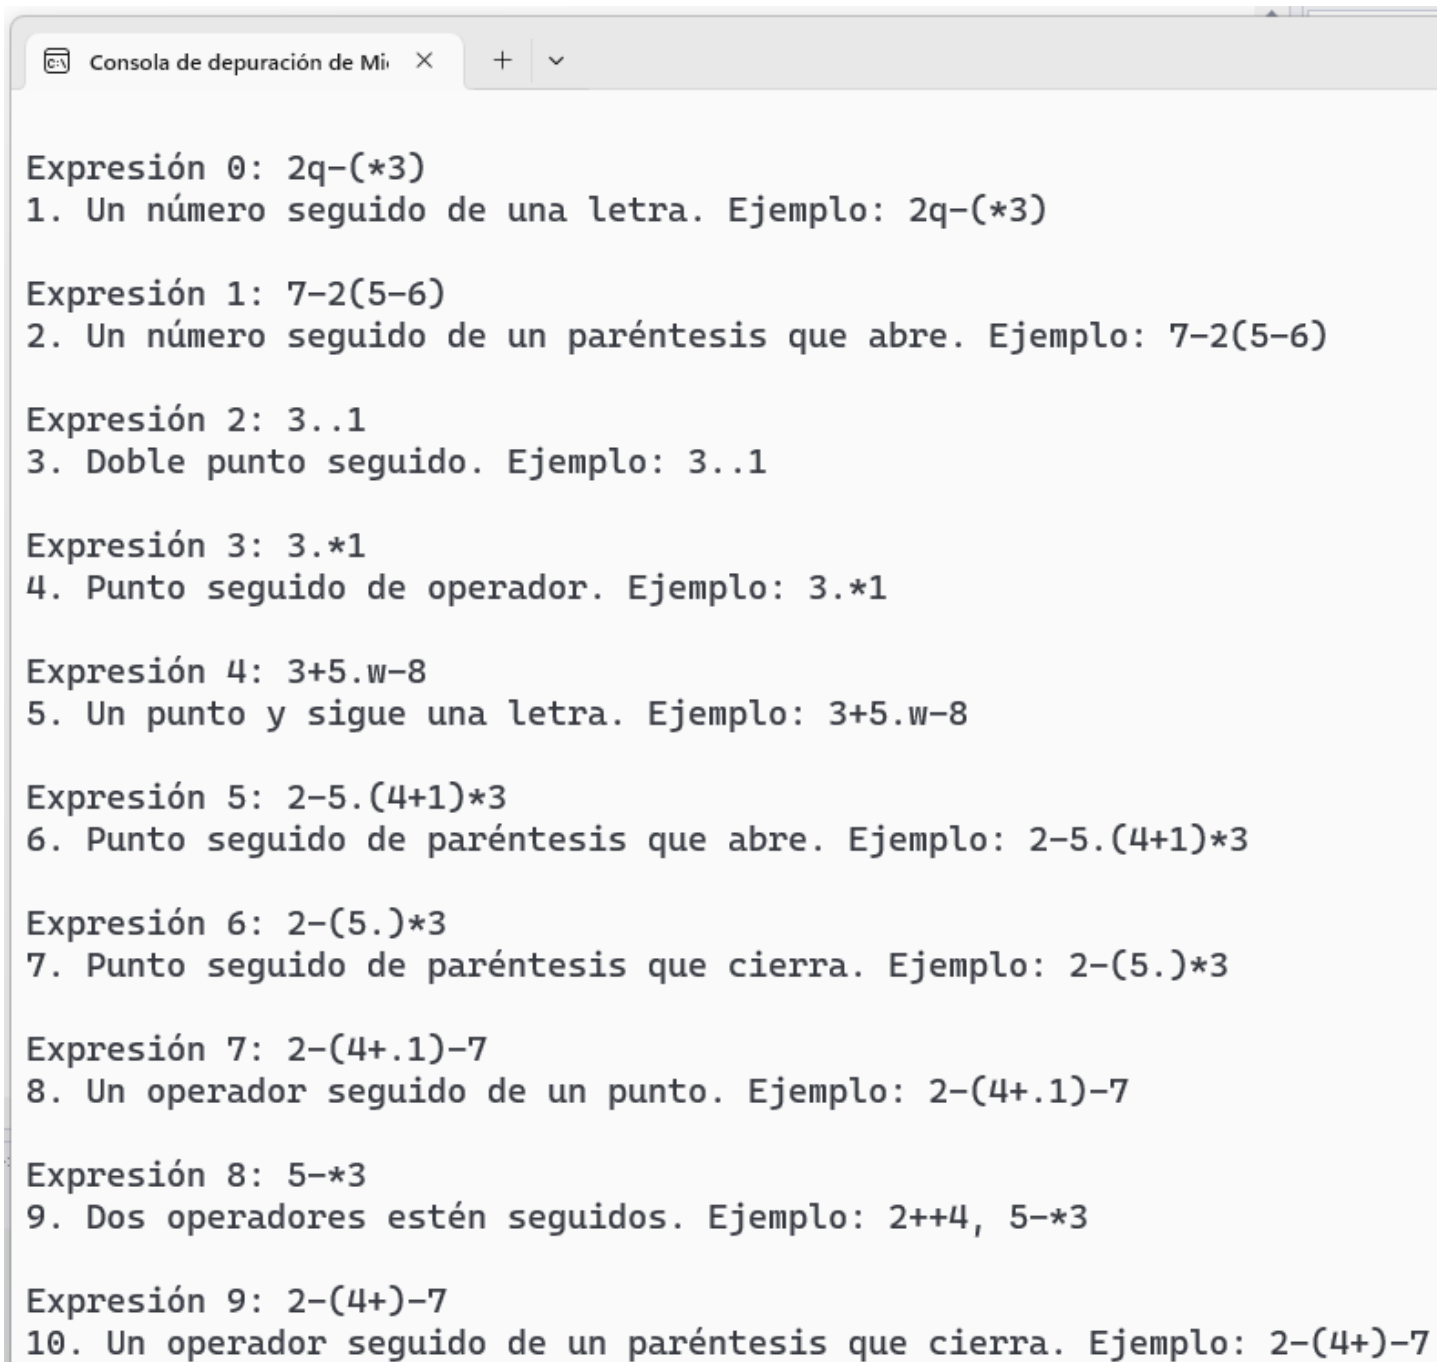 Consola de depuración de Mi
Expresión 0: 2q-(*3)
1. Un número seguido de una letra. Ejemplo: 2q-(*3)
Expresión 1: 7-2(5-6)
2. Un número seguido de un paréntesis que abre. Ejemplo: 7-2(5-6)
Expresión 2: 3..1
3. Doble punto seguido. Ejemplo: 3..1
Expresión 3: 3.*1
4. Punto seguido de operador. Ejemplo: 3.*1
Expresión 4: 3+5.w-8
5. Un punto y sigue una letra. Ejemplo: 3+5.w-8
Expresión 5: 2-5.(4+1)*3
6. Punto seguido de paréntesis que abre. Ejemplo: 2-5.(4+1)*3
Expresión 6: 2-(5.)*3
7. Punto seguido de paréntesis que cierra. Ejemplo: 2-(5.)*3
Expresión 7: 2-(4+.1)-7
8. Un operador seguido de un punto. Ejemplo: 2-(4+.1)-7
Expresión 8: 5-*3
9. Dos operadores estén seguidos. Ejemplo: 2++4, 5-*3
Expresión 9: 2-(4+)-7
10. Un operador seguido de un paréntesis que cierra. Ejemplo: 2-(4+)-7